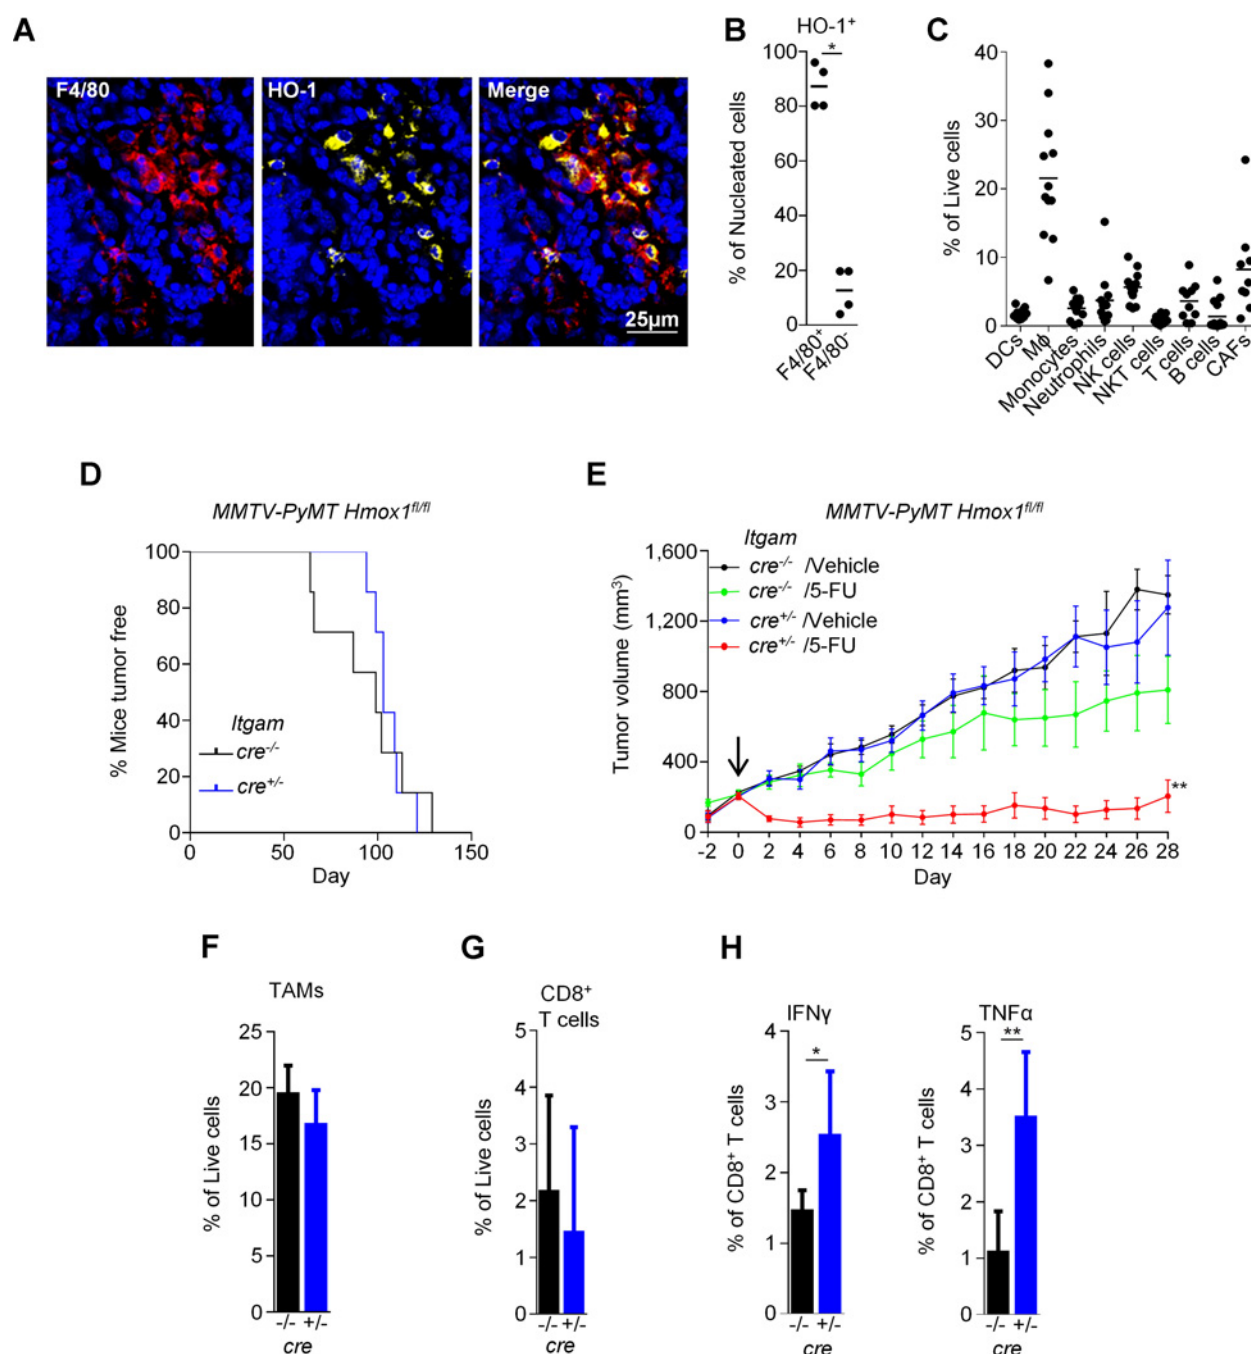 A
F4/80
HO-1
Merge
25µm
B
HO-1⁺
*
% of Nucleated cells
100
80
60
40
20
0
F4/80⁺
F4/80⁻
C
% of Live cells
40
30
20
10
0
DCs
Mϕ
Monocytes
Neutrophils
NK cells
NKT cells
T cells
B cells
CAFs
D
MMTV-PyMT Hmox1fl/fl
% Mice tumor free
100
80
60
40
20
0
Itgam
cre⁻/⁻
cre⁺/⁻
0 50 100 150
Day
E
MMTV-PyMT Hmox1fl/fl
Itgam
cre⁻/⁻ /Vehicle
cre⁻/⁻ /5-FU
cre⁺/⁻ /Vehicle
cre⁺/⁻ /5-FU
Tumor volume (mm³)
1,600
1,200
800
400
0
**
-2 0 2 4 6 8 10 12 14 16 18 20 22 24 26 28
Day
F
TAMs
% of Live cells
25
20
15
10
5
0
-/- +/-
cre
G
CD8⁺
T cells
% of Live cells
5
4
3
2
1
0
-/- +/-
cre
H
IFNγ
*
% of CD8⁺ T cells
4
3
2
1
0
-/- +/-
cre
TNFα
**
% of CD8⁺ T cells
5
4
3
2
1
0
-/- +/-
cre